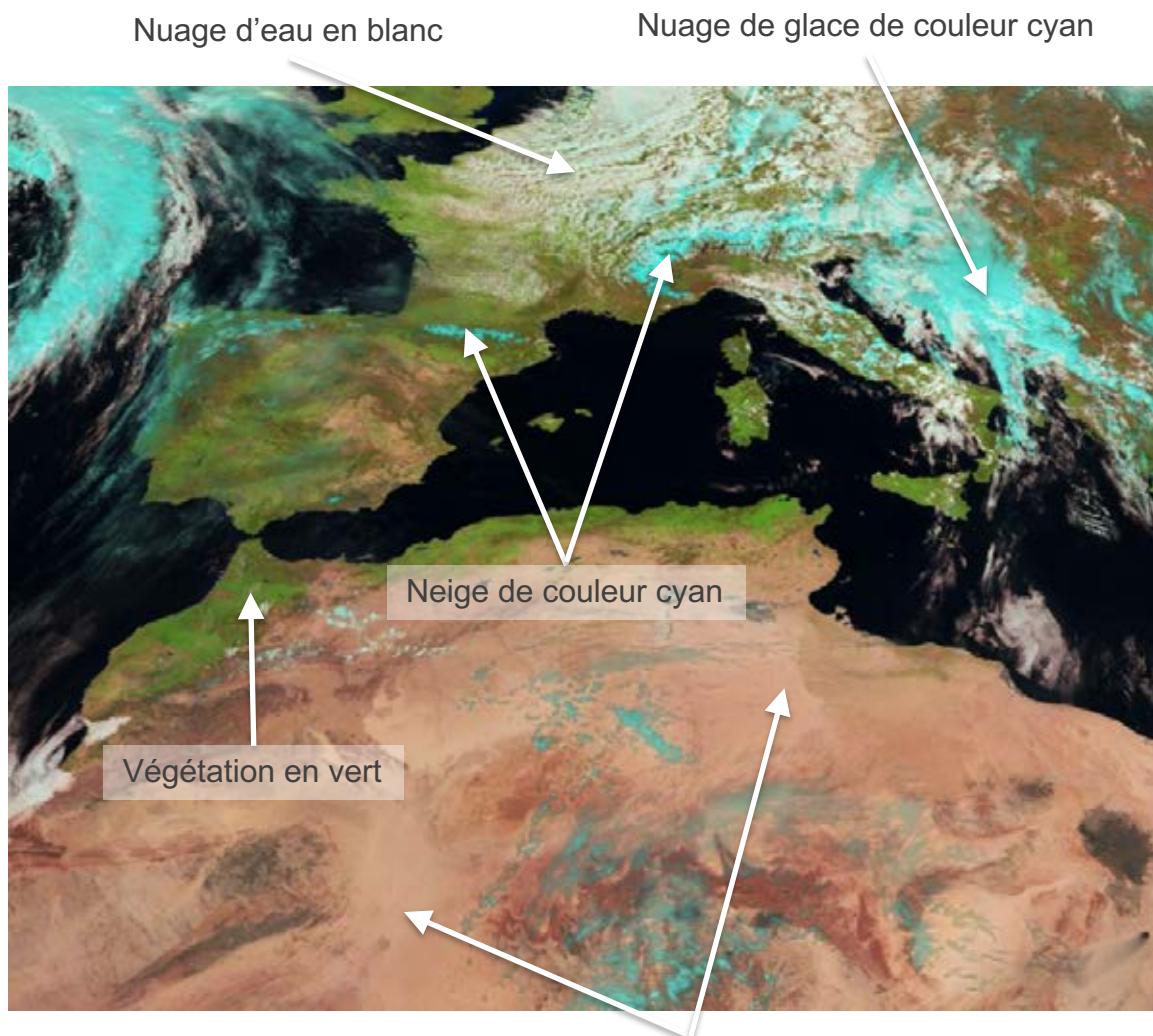 Nuage d'eau en blanc
Nuage de glace de couleur cyan
Neige de couleur cyan
Végétation en vert